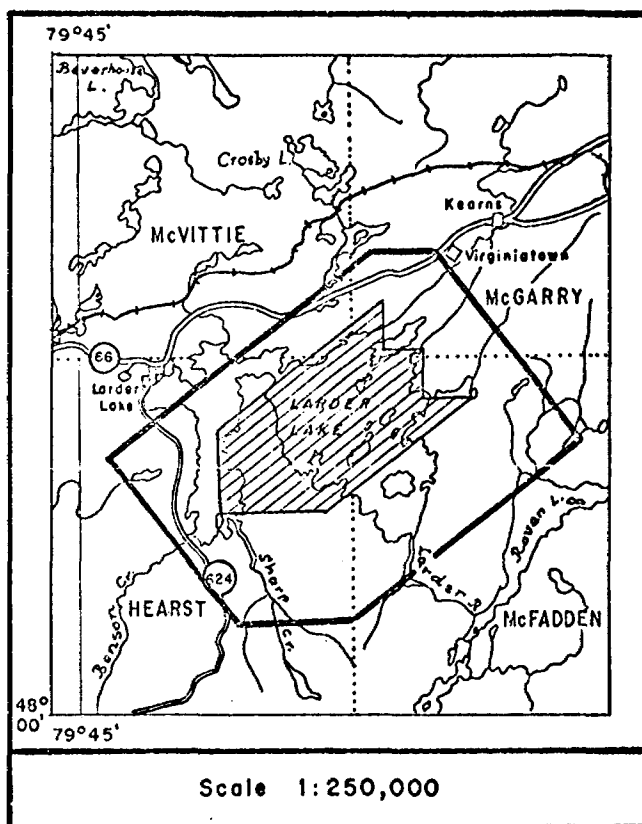 79°45'
Beverhouse
L.
Crosby L.
McVITTIE
Kearns
Virginiatown
McGARRY
66
Larder
Lake
LARDER
LAKE
Raven L.
624
Sharp
Cr.
Larder R.
HEARST
McFADDEN
Benson Cr.
48°
00'
79°45'
Scale 1:250,000